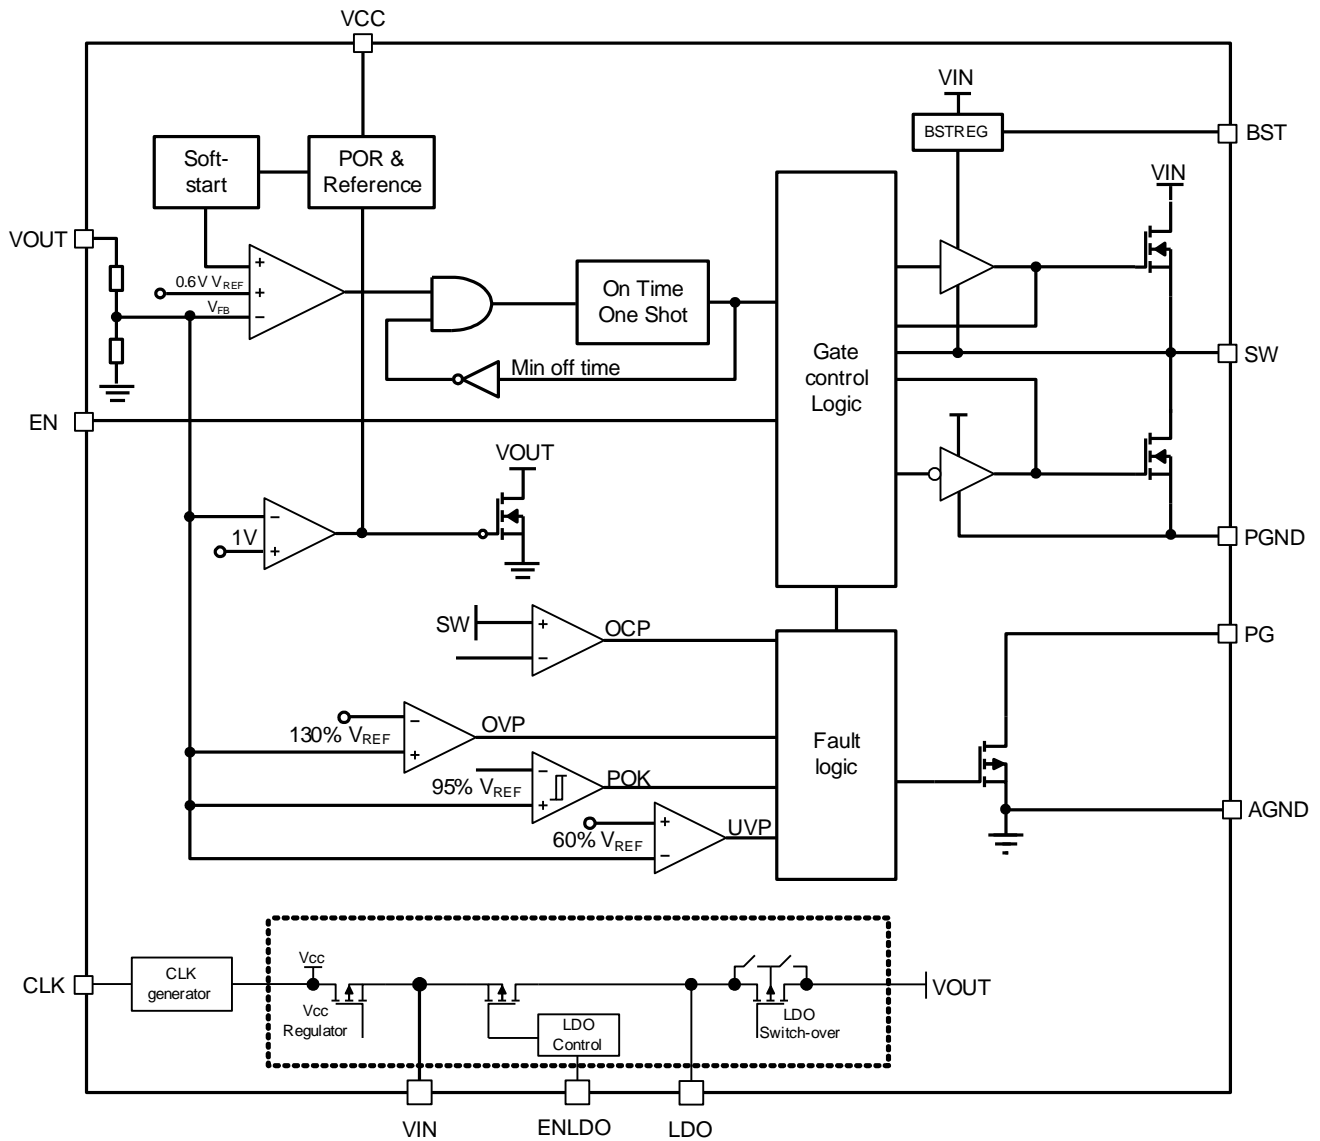 VCC
VIN
BSTREG
BST
Soft-
start
POR &
Reference
VIN
VOUT
0.6V VREF
VFB
On Time
One Shot
Min off time
Gate
control
Logic
SW
EN
VOUT
1V
PGND
SW
OCP
PG
130% VREF
OVP
Fault
logic
95% VREF
POK
60% VREF
UVP
AGND
CLK
CLK
generator
Vcc
Vcc
Regulator
LDO
Control
LDO
Switch-over
VOUT
VIN
ENLDO
LDO